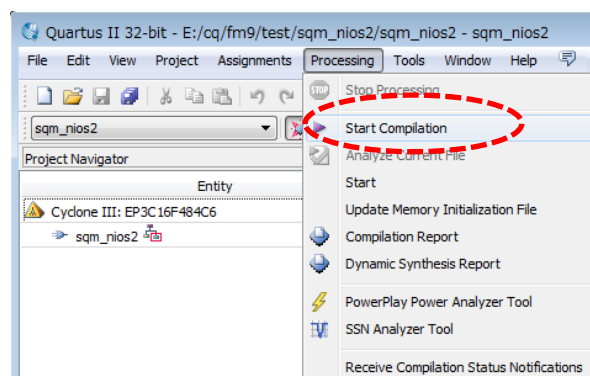 Quartus II 32-bit - E:/cq/fm9/test/sqm_nios2/sqm_nios2 - sqm_nios2
File Edit View Project Assignments Processing Tools Window Help
STOP Stop Processing
sqm_nios2
Start Compilation
Project Navigator
Analyze Current File
Entity
Start
Cyclone III: EP3C16F484C6
Update Memory Initialization File
sqm_nios2
Compilation Report
Dynamic Synthesis Report
PowerPlay Power Analyzer Tool
SSN Analyzer Tool
Receive Compilation Status Notifications